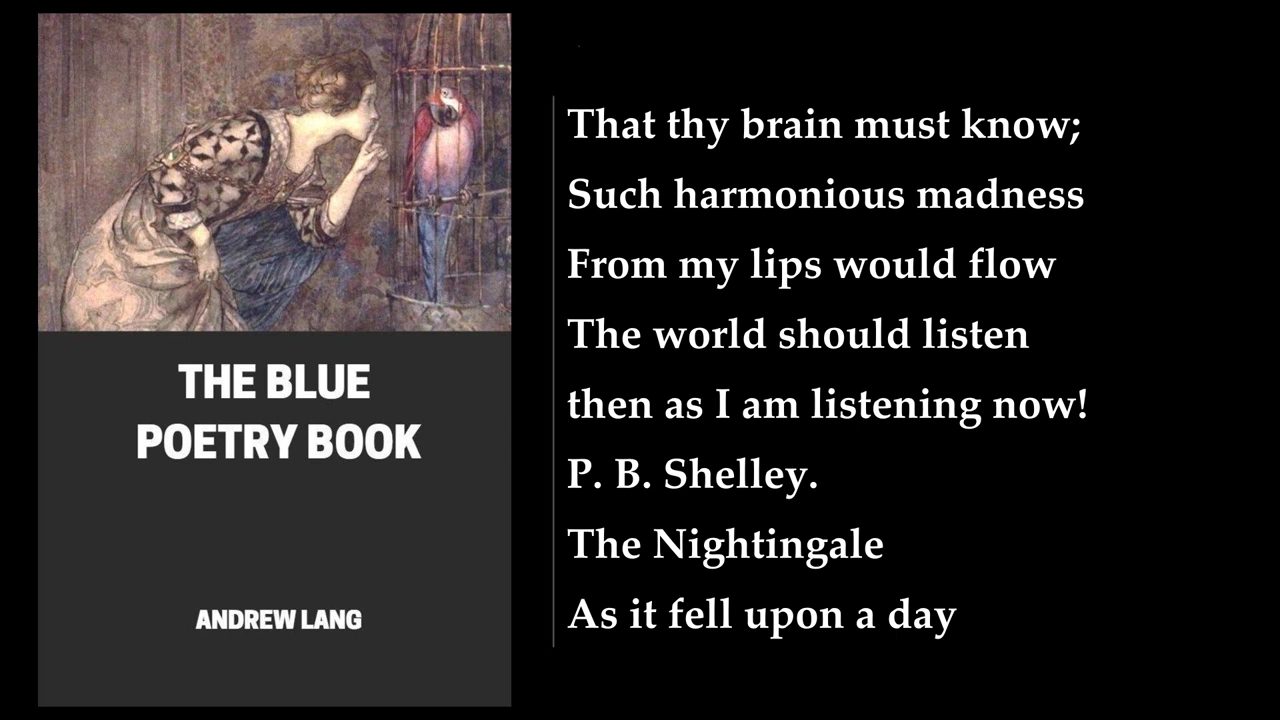 THE BLUE
POETRY BOOK
ANDREW LANG
That thy brain must know;
Such harmonious madness
From my lips would flow
The world should listen
then as I am listening now!
P. B. Shelley.
The Nightingale
As it fell upon a day